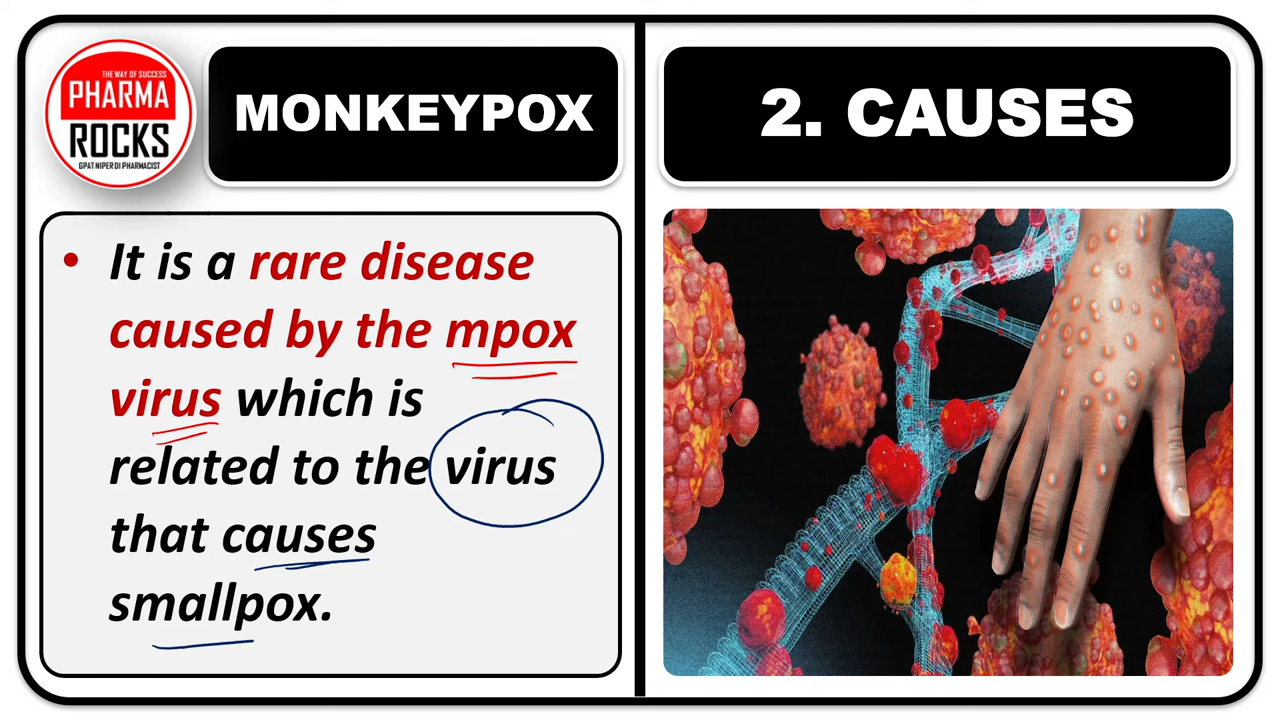 THE WAY OF SUCCESS
PHARMA
ROCKS
GPAT NIPER DI PHARMACIST
MONKEYPOX
2. CAUSES
• It is a rare disease
caused by the mpox
virus which is
related to the virus
that causes
smallpox.